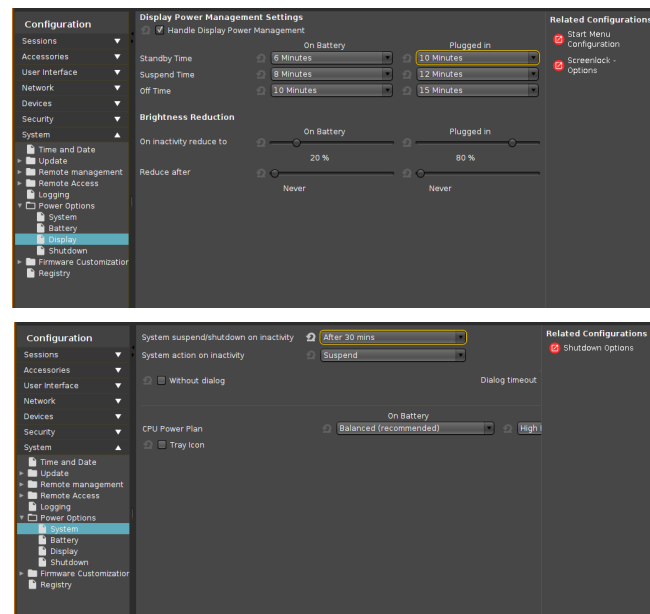 Configuration
Sessions
Accessories
User Interface
Network
Devices
Security
System
Time and Date
Update
Remote management
Remote Access
Logging
Power Options
System
Battery
Display
Shutdown
Firmware Customization
Registry
Display Power Management Settings
Handle Display Power Management
On Battery Plugged in
Standby Time 6 Minutes 10 Minutes
Suspend Time 8 Minutes 12 Minutes
Off Time 10 Minutes 15 Minutes
Brightness Reduction
On Battery Plugged in
On inactivity reduce to
20 % 80 %
Reduce after
Never Never
Related Configurations
Start Menu
Configuration
Screenlock -
Options
Configuration
Sessions
Accessories
User Interface
Network
Devices
Security
System
Time and Date
Update
Remote management
Remote Access
Logging
Power Options
System
Battery
Display
Shutdown
Firmware Customization
Registry
System suspend/shutdown on inactivity After 30 mins
System action on inactivity Suspend
Without dialog Dialog timeout
On Battery
CPU Power Plan Balanced (recommended) High
Tray Icon
Related Configurations
Shutdown Options